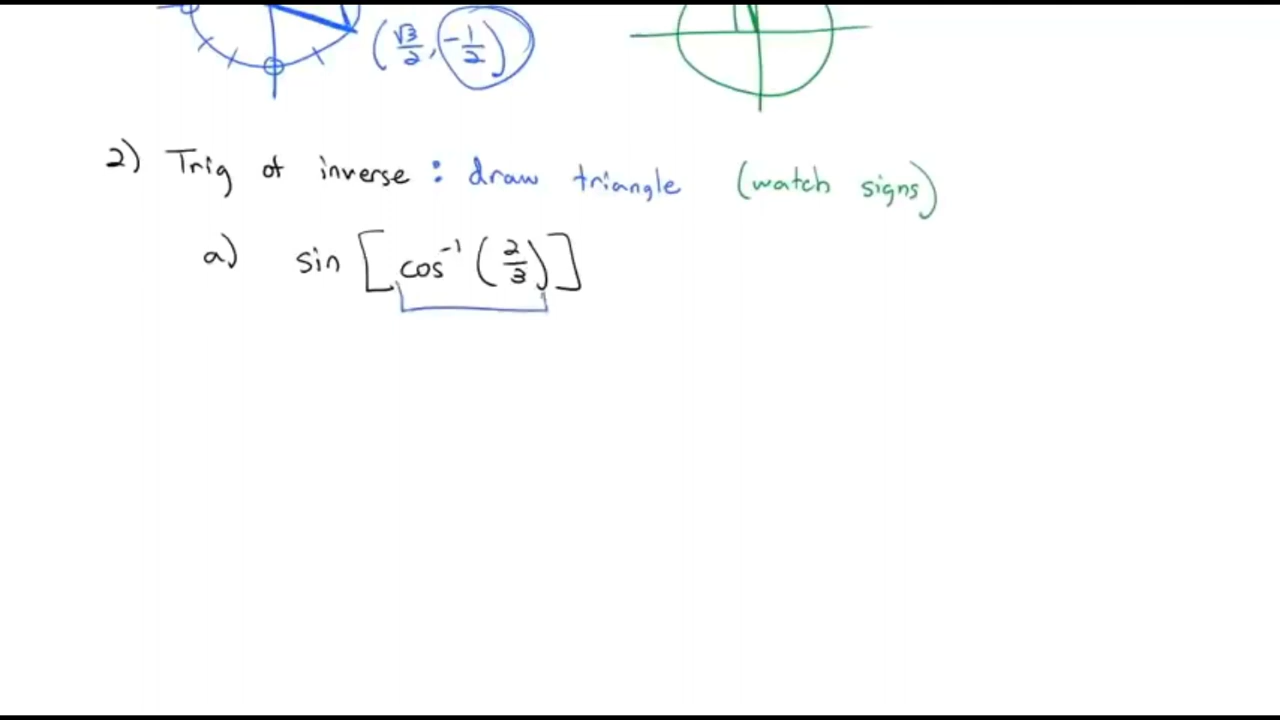 (√3/2, -1/2)
2) Trig of inverse : draw triangle (watch signs)
a) sin [cos⁻¹ (2/3)]